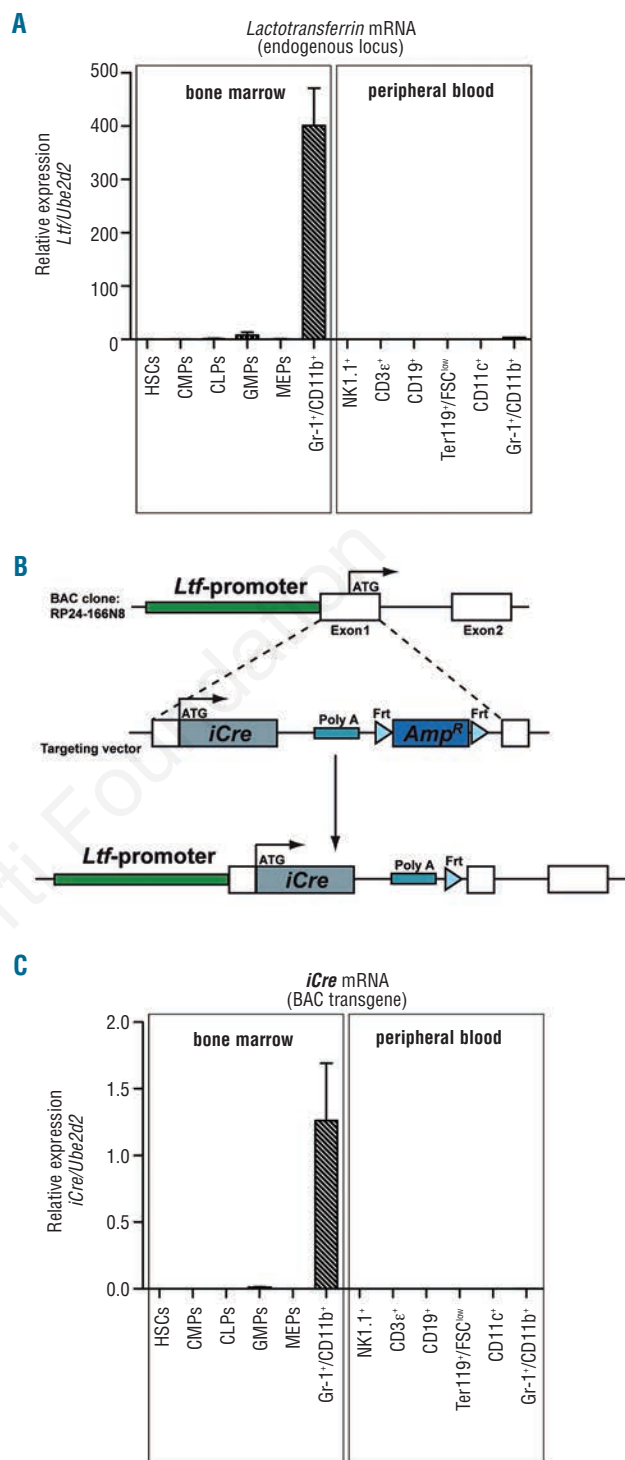 A
Lactotransferrin mRNA
(endogenous locus)
bone marrow
peripheral blood
Relative expression
Ltf/Ube2d2
500
400
300
200
100
0
HSCs
CMPs
CLPs
GMPs
MEPs
Gr-1⁺/CD11b⁺
NK1.1⁺
CD3ε⁺
CD19⁺
Ter119⁺/FSCˡᵒʷ
CD11c⁺
Gr-1⁺/CD11b⁺
B
Ltf-promoter
ATG
BAC clone:
RP24-166N8
Exon1
Exon2
ATG
iCre
Poly A
Frt
Ampᴿ
Frt
Targeting vector
Ltf-promoter
ATG
iCre
Poly A
Frt
C
iCre mRNA
(BAC transgene)
bone marrow
peripheral blood
Relative expression
iCre/Ube2d2
2.0
1.5
1.0
0.5
0.0
HSCs
CMPs
CLPs
GMPs
MEPs
Gr-1⁺/CD11b⁺
NK1.1⁺
CD3ε⁺
CD19⁺
Ter119⁺/FSCˡᵒʷ
CD11c⁺
Gr-1⁺/CD11b⁺
rti Foundation